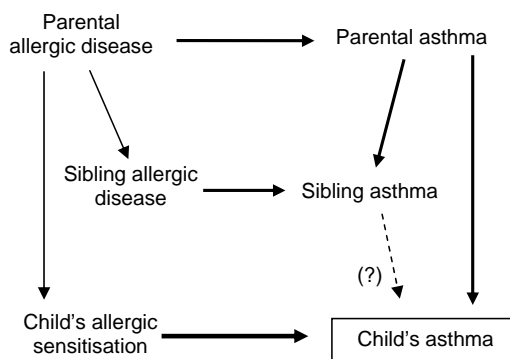 Parental
allergic disease
Parental asthma
Sibling allergic
disease
Sibling asthma
(?)
Child's allergic
sensitisation
Child's asthma